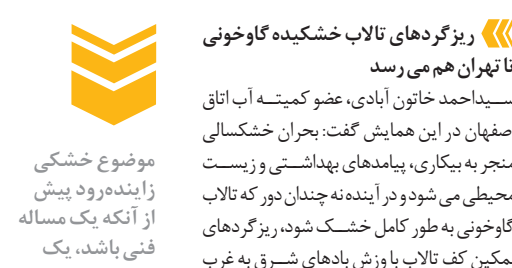 ریزگردهای تالاب خشکیده گاوخونی
تا تهران هم می رسد
سیداحمد خاتون آبادی، عضو کمیته آب اتاق
صفهان در این همایش گفت: بحران خشکسالی
منجر به بیکاری، پیامدهای بهداشتی و زیست
محیطی می شود و در آینده نه چندان دور که تالاب
گاوخونی به طور کامل خشک شود، ریزگردهای
نمکین کف تالاب با وزش بادهای شرق به غرب
موضوع خشکی
زاینده‌رود پیش
از آنکه یک مساله
فنی باشد، یک